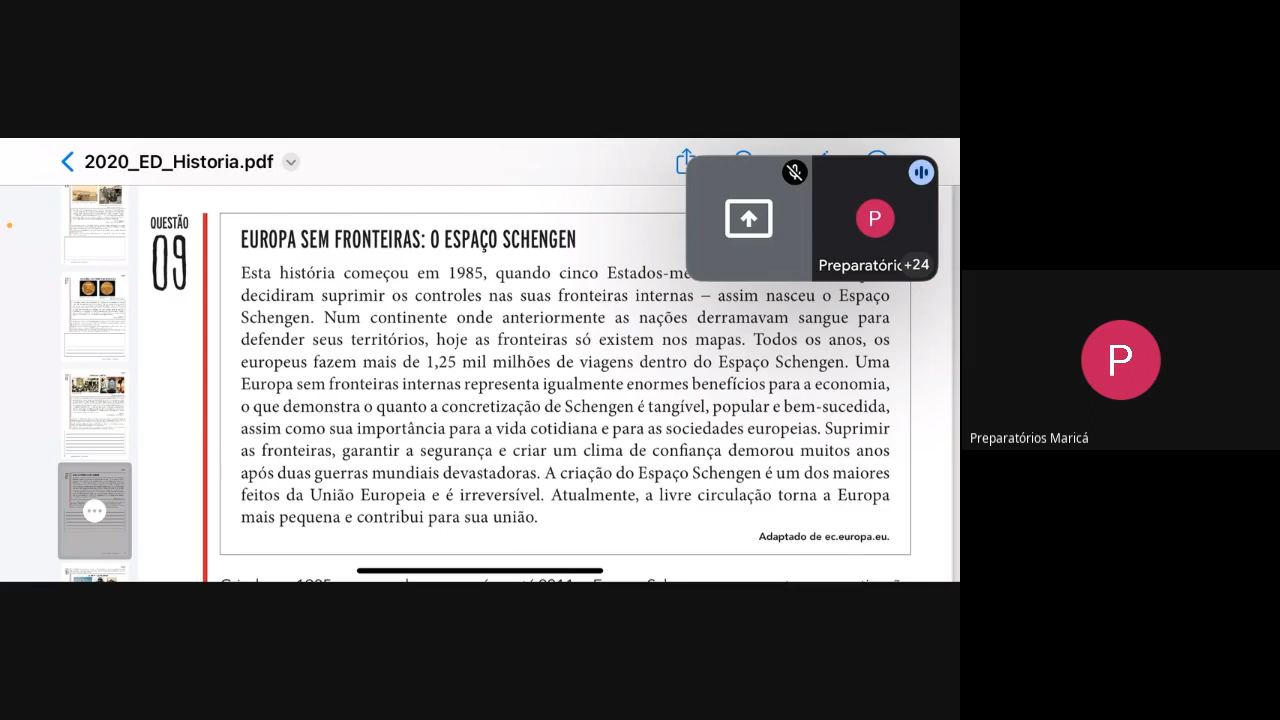 2020_ED_Historia.pdf
QUESTÃO
09
EUROPA SEM FRONTEIRAS: O ESPAÇO SCHENGEN
Esta história começou em 1985, quando cinco
decidiram suprimir os controlos nas fronteiras internas – assim nascia o Espaço
Schengen. Num continente onde anteriormente as nações derramavam sangue para
defender seus territórios, hoje as fronteiras só existem nos mapas. Todos os anos, os
europeus fazem mais de 1,25 mil milhões de viagens dentro do Espaço Schengen. Uma
Europa sem fronteiras internas representa igualmente enormes benefícios para a economia,
o que demonstra quanto a concretização de Schengen é tangível, popular e bem-sucedida,
assim como sua importância para a vida cotidiana e para as sociedades europeias. Suprimir
as fronteiras, garantir a segurança e criar um clima de confiança demorou muitos anos
após duas guerras mundiais devastadoras. A criação do Espaço Schengen é um dos maiores
feitos da União Europeia e é irreversível. Atualmente, a livre circulação torna a Europa
mais pequena e contribui para sua união.
Adaptado de ec.europa.eu.
P
Preparatóri
+24
P
Preparatórios Maricá